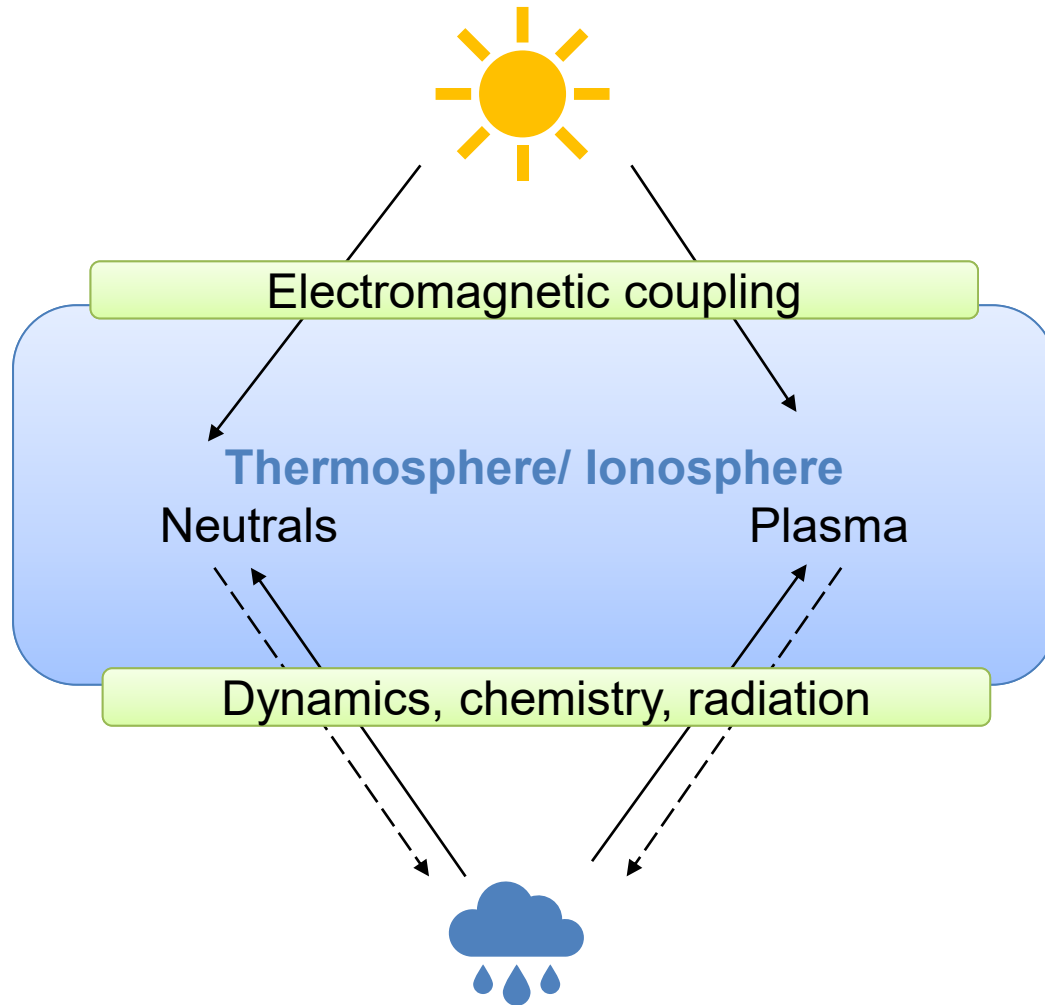 Electromagnetic coupling
Thermosphere/ Ionosphere
Neutrals
Plasma
Dynamics, chemistry, radiation